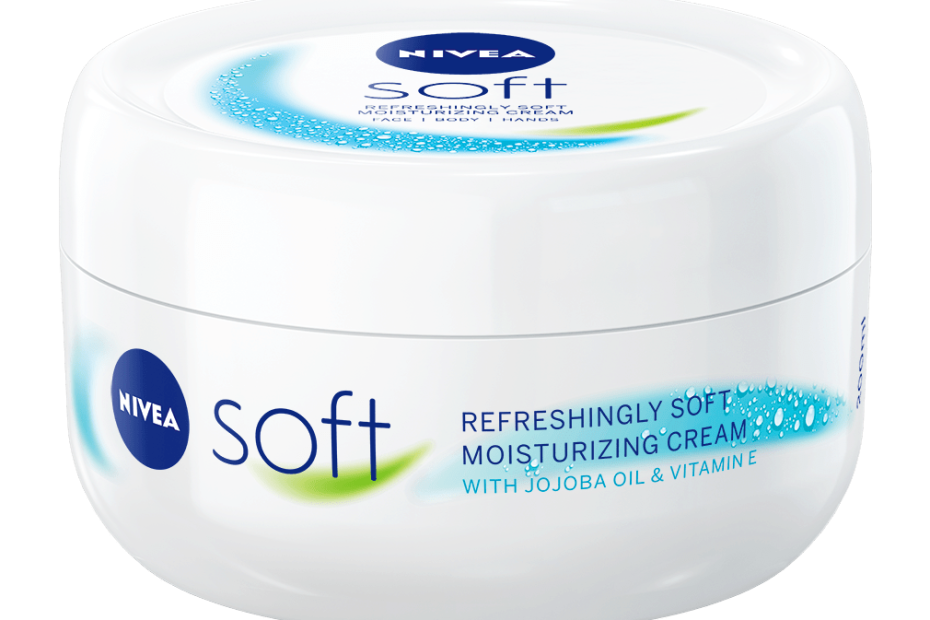 NIVEA
soft
REFRESHINGLY SOFT
MOISTURIZING CREAM
FACE | BODY | HANDS
NIVEA
soft
REFRESHINGLY SOFT
MOISTURIZING CREAM
WITH JOJOBA OIL & VITAMIN E
200ml